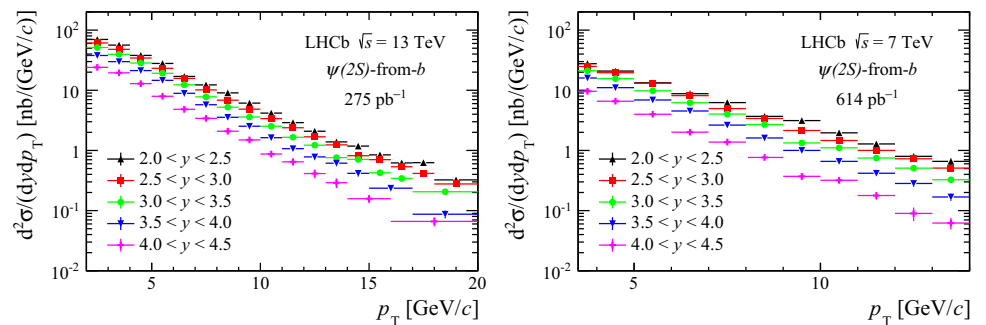 d²σ/(dydp_T) [nb/(GeV/c)]
10²
10
1
10⁻¹
10⁻²
LHCb √s = 13 TeV
ψ(2S)-from-b
275 pb⁻¹
2.0 < y < 2.5
2.5 < y < 3.0
3.0 < y < 3.5
3.5 < y < 4.0
4.0 < y < 4.5
5 10 15 20
p_T [GeV/c]
d²σ/(dydp_T) [nb/(GeV/c)]
10²
10
1
10⁻¹
10⁻²
LHCb √s = 7 TeV
ψ(2S)-from-b
614 pb⁻¹
2.0 < y < 2.5
2.5 < y < 3.0
3.0 < y < 3.5
3.5 < y < 4.0
4.0 < y < 4.5
5 10
p_T [GeV/c]